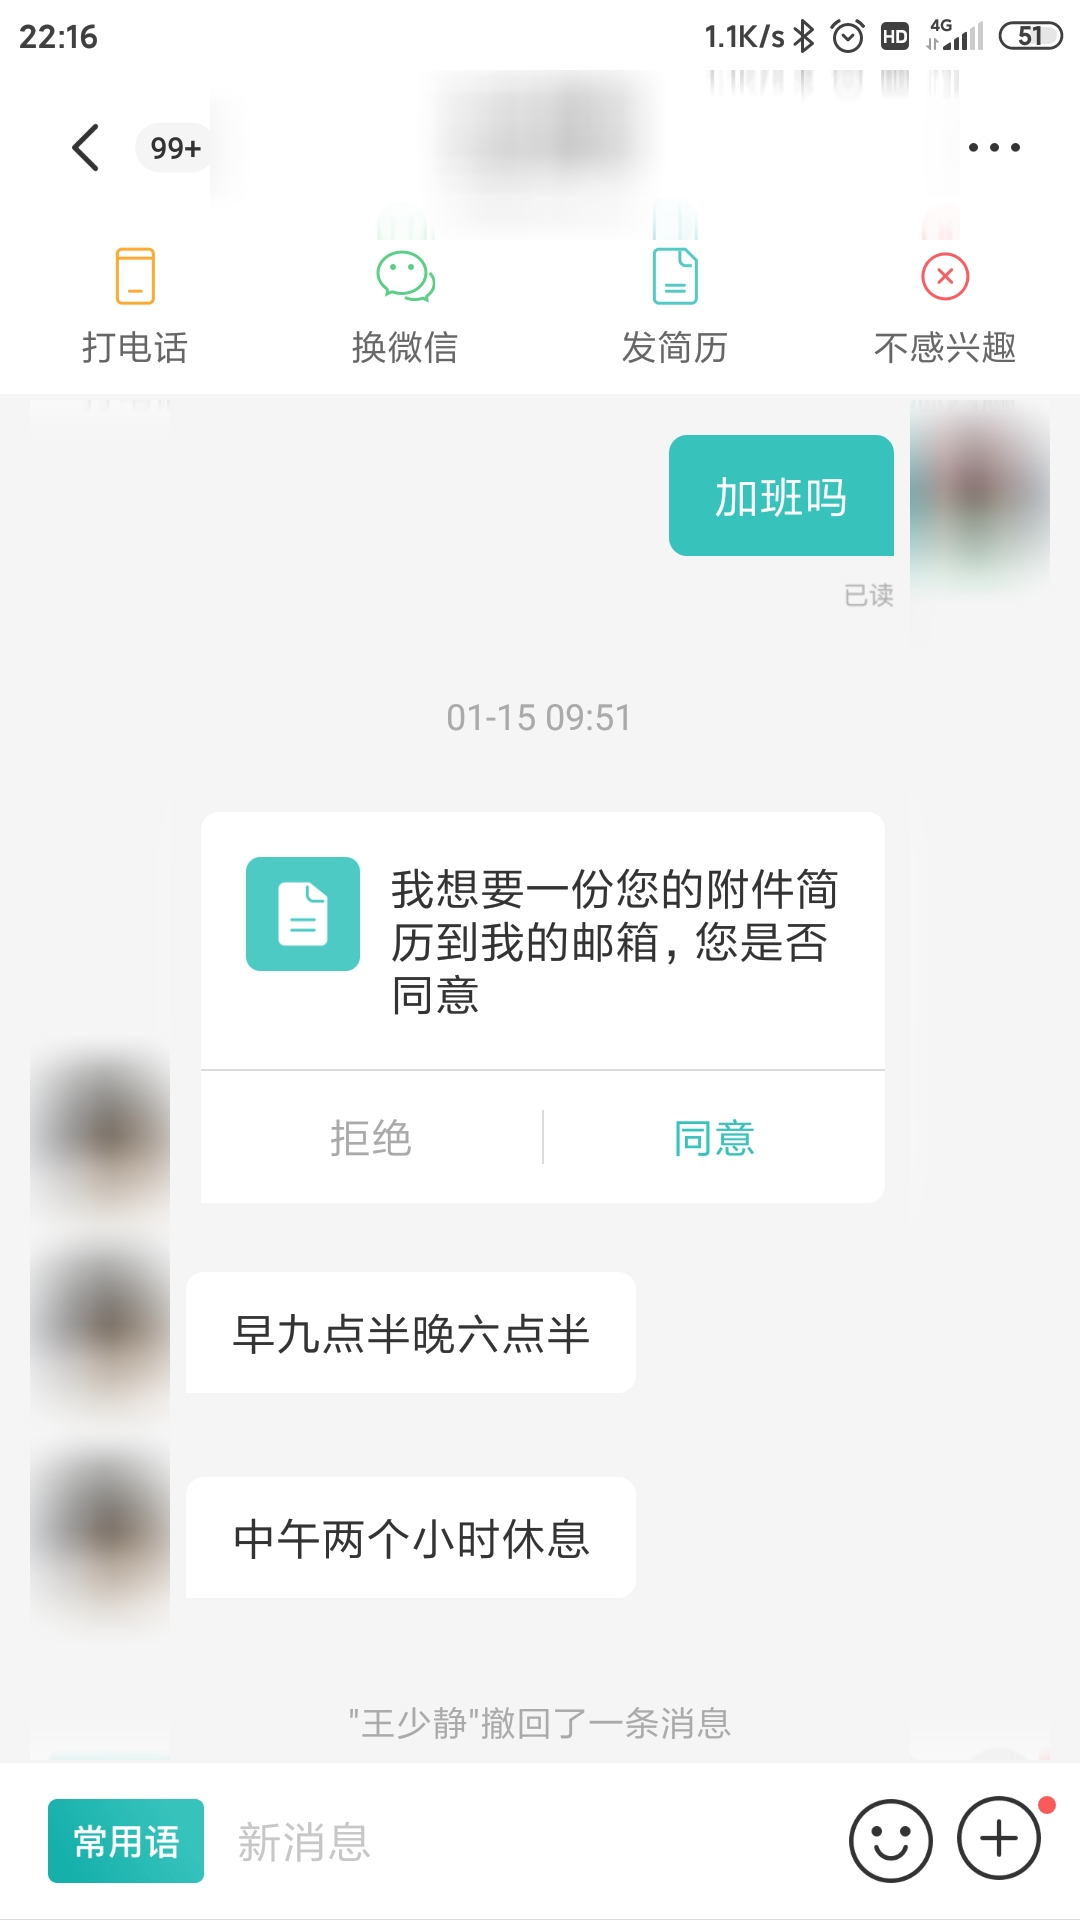 22:16
1.1K/s
HD
4G
51
99+
打电话
换微信
发简历
不感兴趣
加班吗
已读
01-15 09:51
我想要一份您的附件简
历到我的邮箱，您是否
同意
拒绝
同意
早九点半晚六点半
中午两个小时休息
"王少静"撤回了一条消息
常用语
新消息